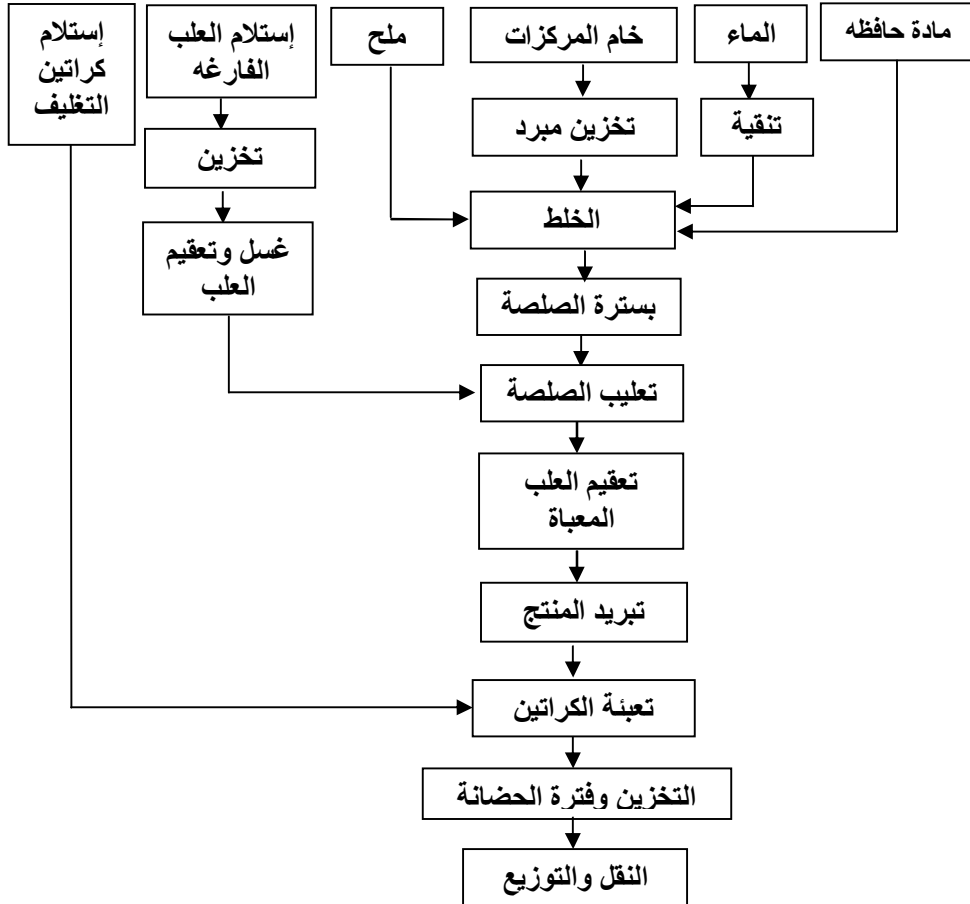 مادة حافظه
الماء
خام المركزات
ملح
إستلام العلب
الفارغه
إستلام
كراتين
التغليف
تنقية
تخزين مبرد
تخزين
الخلط
غسل وتعقيم
العلب
بسترة الصلصة
تعليب الصلصة
تعقيم العلب
المعباة
تبريد المنتج
تعبئة الكراتين
التخزين وفترة الحضانة
النقل والتوزيع